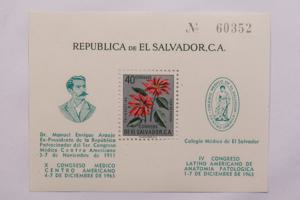 Nº 60352
REPUBLICA DE EL SALVADOR, C.A.
40
EL SALVADOR, C.A.
Dr. Manuel Enrique Araujo
Ex-Presidente de la República
Patrocinador del 1er. Congreso
Médico Centro Americano
5-7 de Noviembre de 1911
X CONGRESO MÉDICO
CENTRO AMERICANO
4-7 DE DICIEMBRE DE 1963
Colegio Médico de El Salvador
IV CONGRESO
LATINO AMERICANO DE
ANATOMIA PATOLOGICA
1-7 DE DICIEMBRE DE 1963